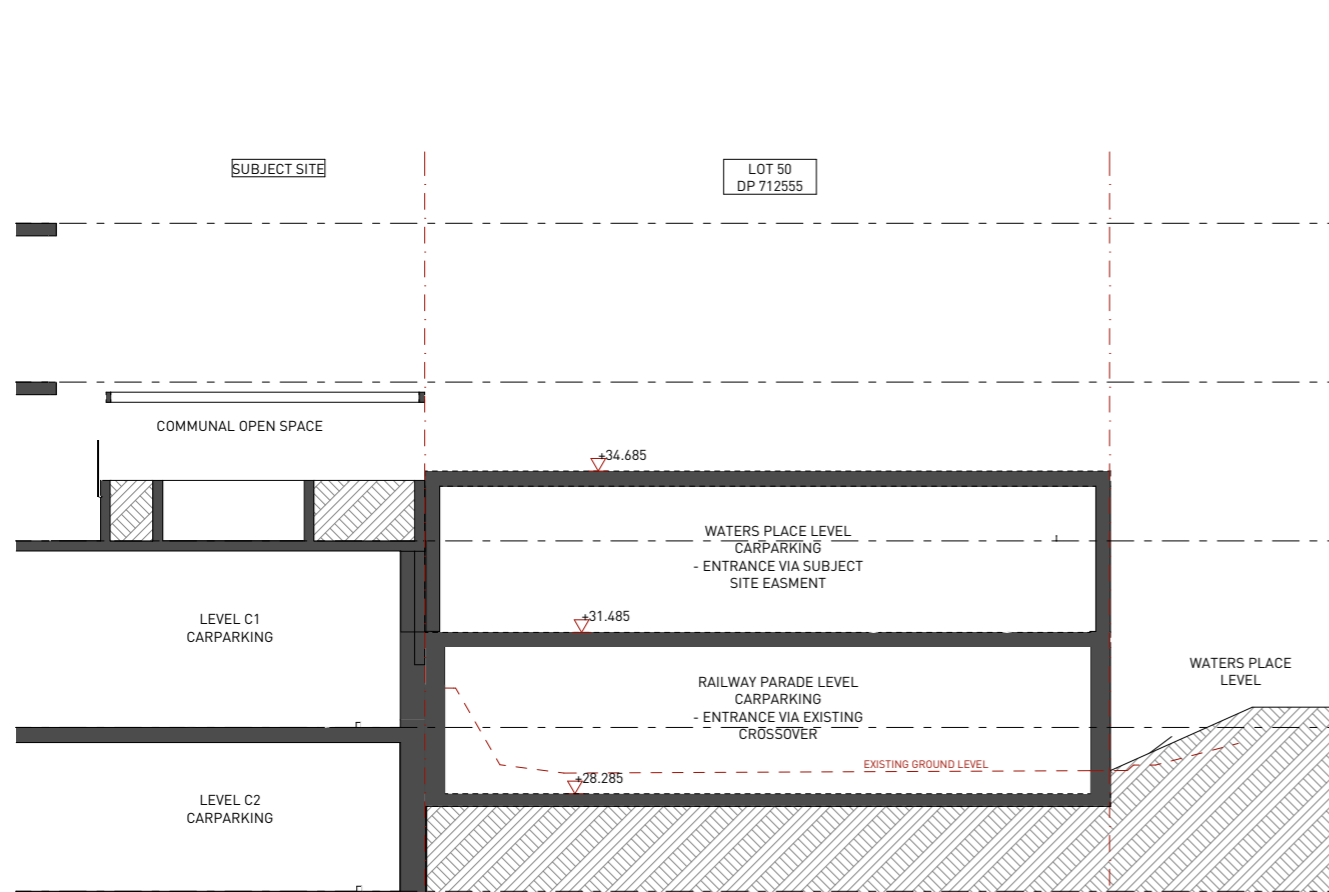 SUBJECT SITE
LOT 50
DP 712555
COMMUNAL OPEN SPACE
+34.685
WATERS PLACE LEVEL
CARPARKING
- ENTRANCE VIA SUBJECT
SITE EASMENT
+31.485
LEVEL C1
CARPARKING
WATERS PLACE
LEVEL
RAILWAY PARADE LEVEL
CARPARKING
- ENTRANCE VIA EXISTING
CROSSOVER
EXISTING GROUND LEVEL
+28.285
LEVEL C2
CARPARKING